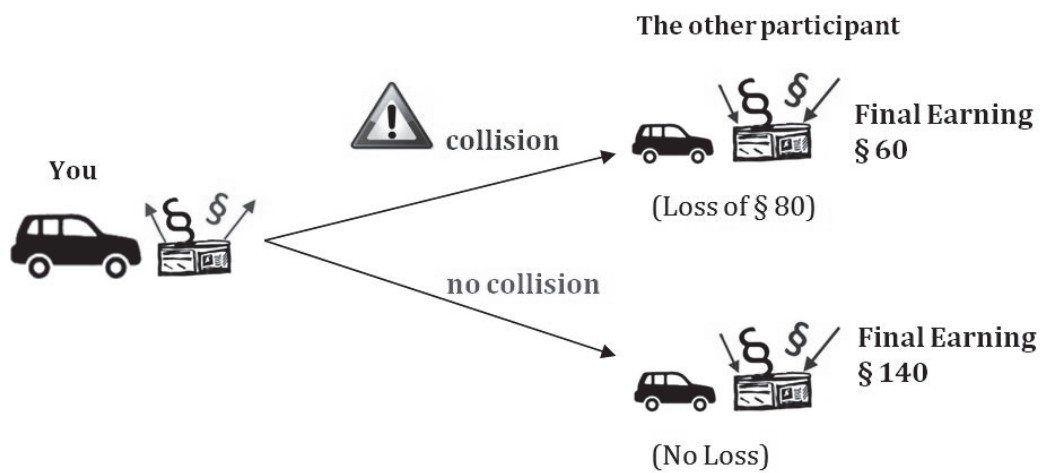 The other participant
collision
Final Earning
§ 60
You
§ §
§ §
(Loss of § 80)
no collision
Final Earning
§ 140
§ §
(No Loss)